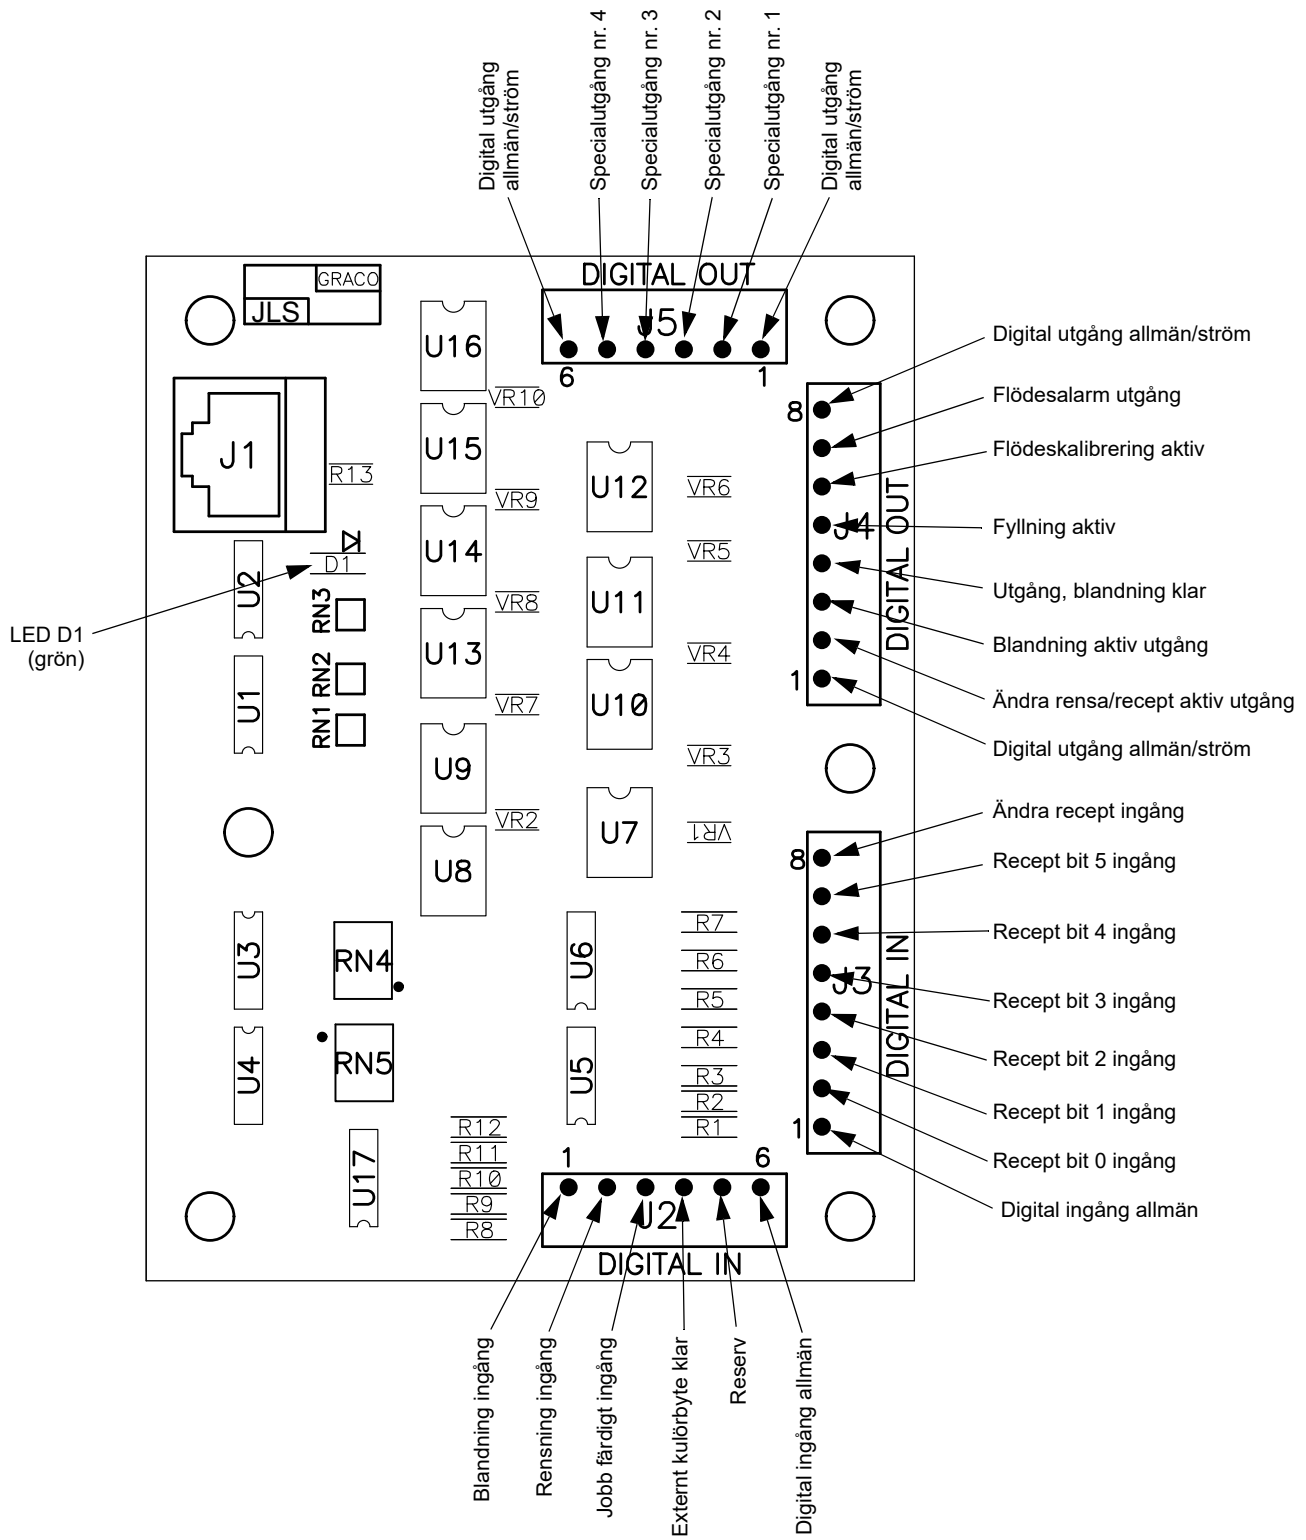 Digital utgång
allmän/ström
Specialutgång nr. 4
Specialutgång nr. 3
Specialutgång nr. 2
Specialutgång nr. 1
Digital utgång
allmän/ström
GRACO
JLS
DIGITAL OUT
J5
6
1
U16
VR10
J1
R13
U15
VR9
U12
VR6
8
J4
DIGITAL OUT
1
Digital utgång allmän/ström
Flödesalarm utgång
Flödeskalibrering aktiv
Fyllning aktiv
Utgång, blandning klar
Blandning aktiv utgång
Ändra rensa/recept aktiv utgång
Digital utgång allmän/ström
D1
LED D1
(grön)
U2
RN3
U14
VR8
U11
VR5
U1
RN2
RN1
U13
VR7
U10
VR4
U9
VR3
VR2
U8
U7
VR1
8
J3
DIGITAL IN
1
Ändra recept ingång
Recept bit 5 ingång
Recept bit 4 ingång
Recept bit 3 ingång
Recept bit 2 ingång
Recept bit 1 ingång
Recept bit 0 ingång
Digital ingång allmän
U3
RN4
U6
R7
R6
R5
U4
RN5
U5
R4
R3
R2
R1
U17
R12
R11
R10
R9
R8
1
6
J2
DIGITAL IN
Blandning ingång
Rensning ingång
Jobb färdigt ingång
Externt kulörbyte klar
Reserv
Digital ingång allmän